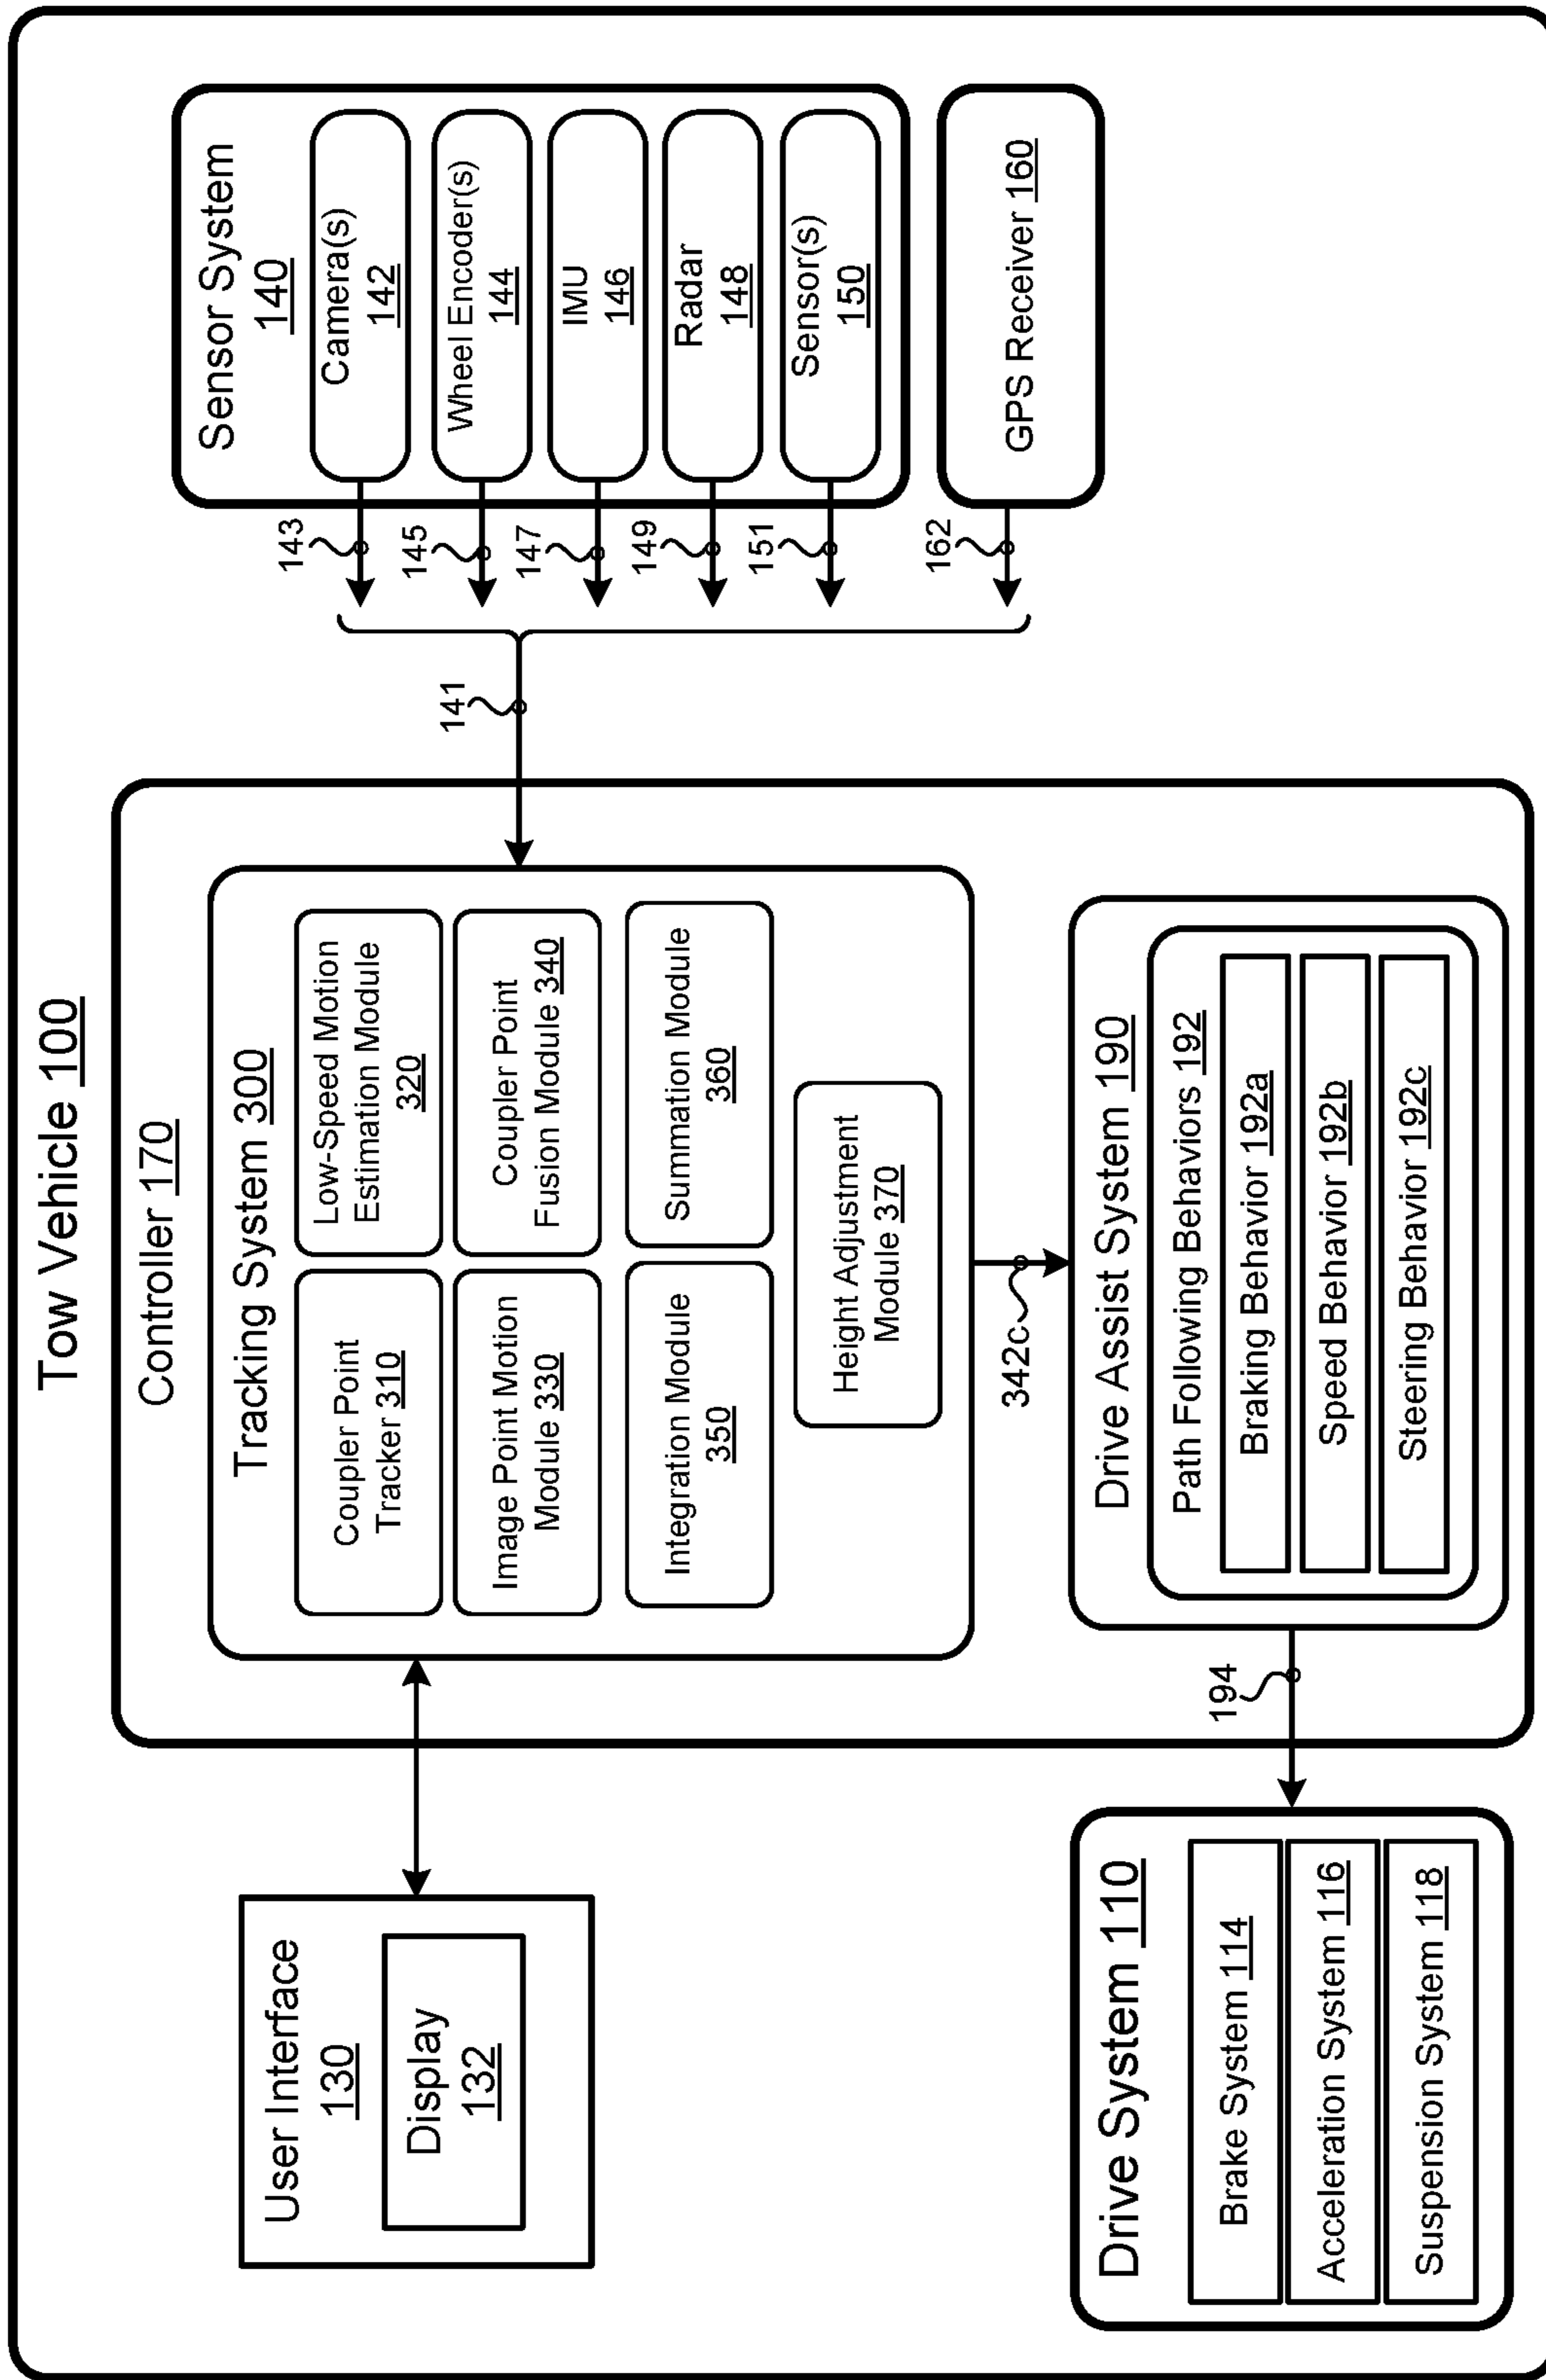 Tow Vehicle 100
User Interface
130
Display
132
Drive System 110
Brake System 114
Acceleration System 116
Suspension System 118
194
Controller 170
Tracking System 300
Coupler Point
Tracker 310
Low-Speed Motion
Estimation Module
320
Image Point Motion
Module 330
Coupler Point
Fusion Module 340
Integration Module
350
Summation Module
360
Height Adjustment
Module 370
342c
Drive Assist System 190
Path Following Behaviors 192
Braking Behavior 192a
Speed Behavior 192b
Steering Behavior 192c
141
143
145
147
149
151
162
Sensor System
140
Camera(s)
142
Wheel Encoder(s)
144
IMU
146
Radar
148
Sensor(s)
150
GPS Receiver 160